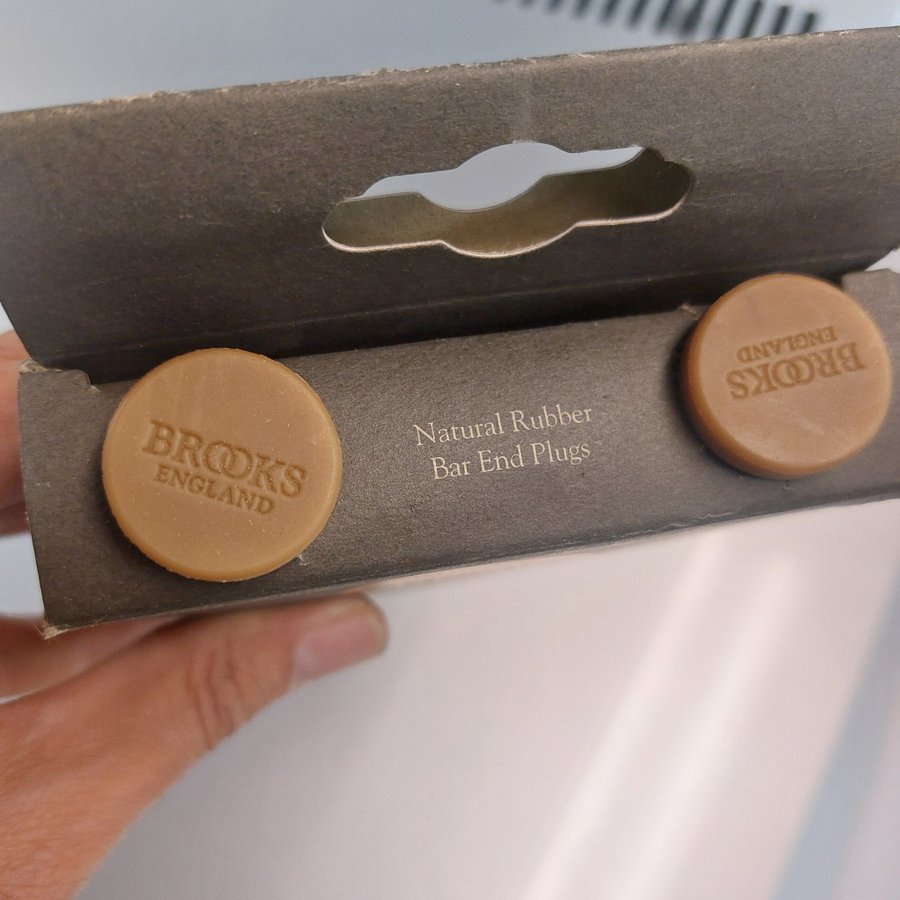 BROOKS
ENGLAND
Natural Rubber
Bar End Plugs
BROOKS
ENGLAND